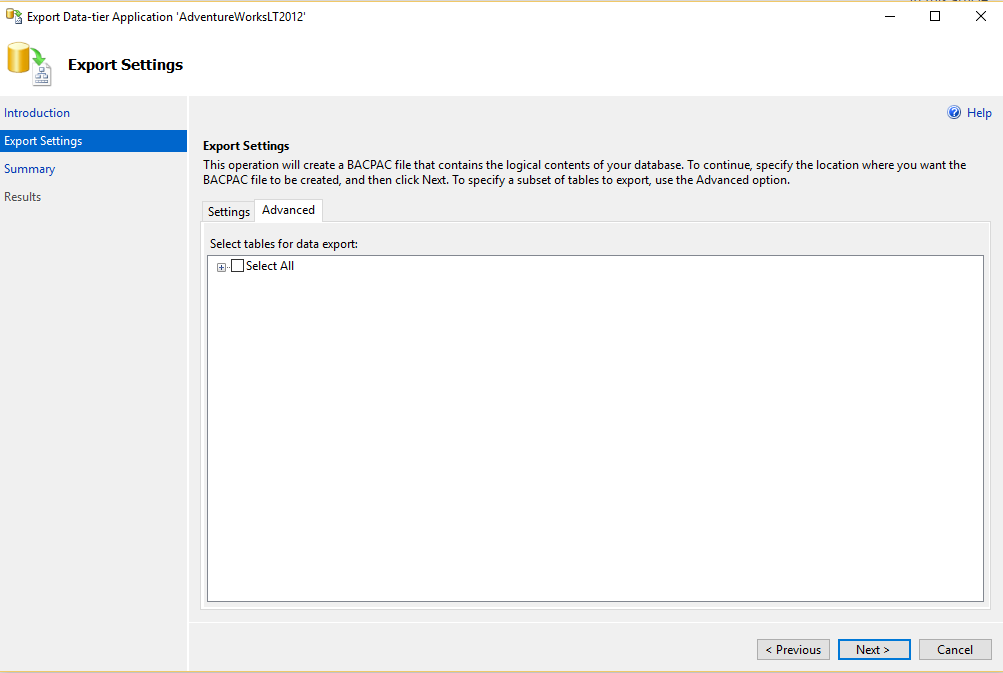 Export Data-tier Application 'AdventureWorksLT2012'
Export Settings
Introduction
Export Settings
Summary
Results
Help
Export Settings
This operation will create a BACPAC file that contains the logical contents of your database. To continue, specify the location where you want the
BACPAC file to be created, and then click Next. To specify a subset of tables to export, use the Advanced option.
Settings
Advanced
Select tables for data export:
Select All
< Previous
Next >
Cancel